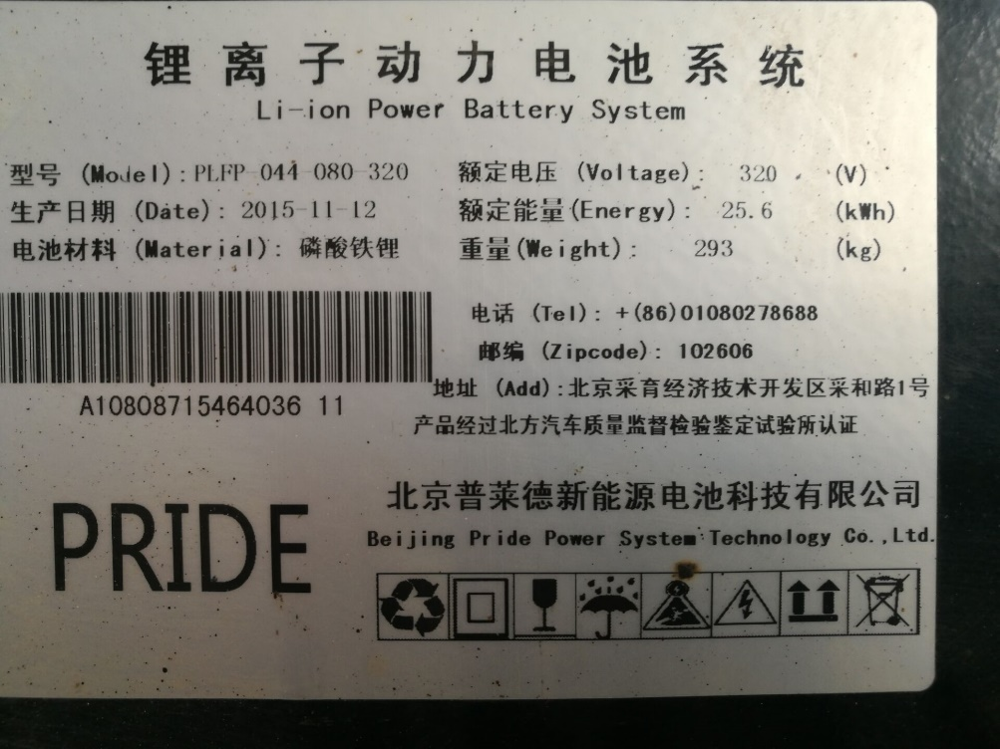 锂离子动力电池系统
Li-ion Power Battery System
型号 (Model): PLFP-044-080-320 额定电压 (Voltage): 320 (V)
生产日期 (Date): 2015-11-12 额定能量(Energy): 25.6 (kWh)
电池材料 (Material): 磷酸铁锂 重量(Weight): 293 (kg)
电话 (Tel): +(86)01080278688
邮编 (Zipcode): 102606
地址 (Add):北京采育经济技术开发区采和路1号
A10808715464036 11
产品经过北方汽车质量监督检验鉴定试验所认证
北京普莱德新能源电池科技有限公司
PRIDE
Beijing Pride Power System Technology Co.,Ltd.